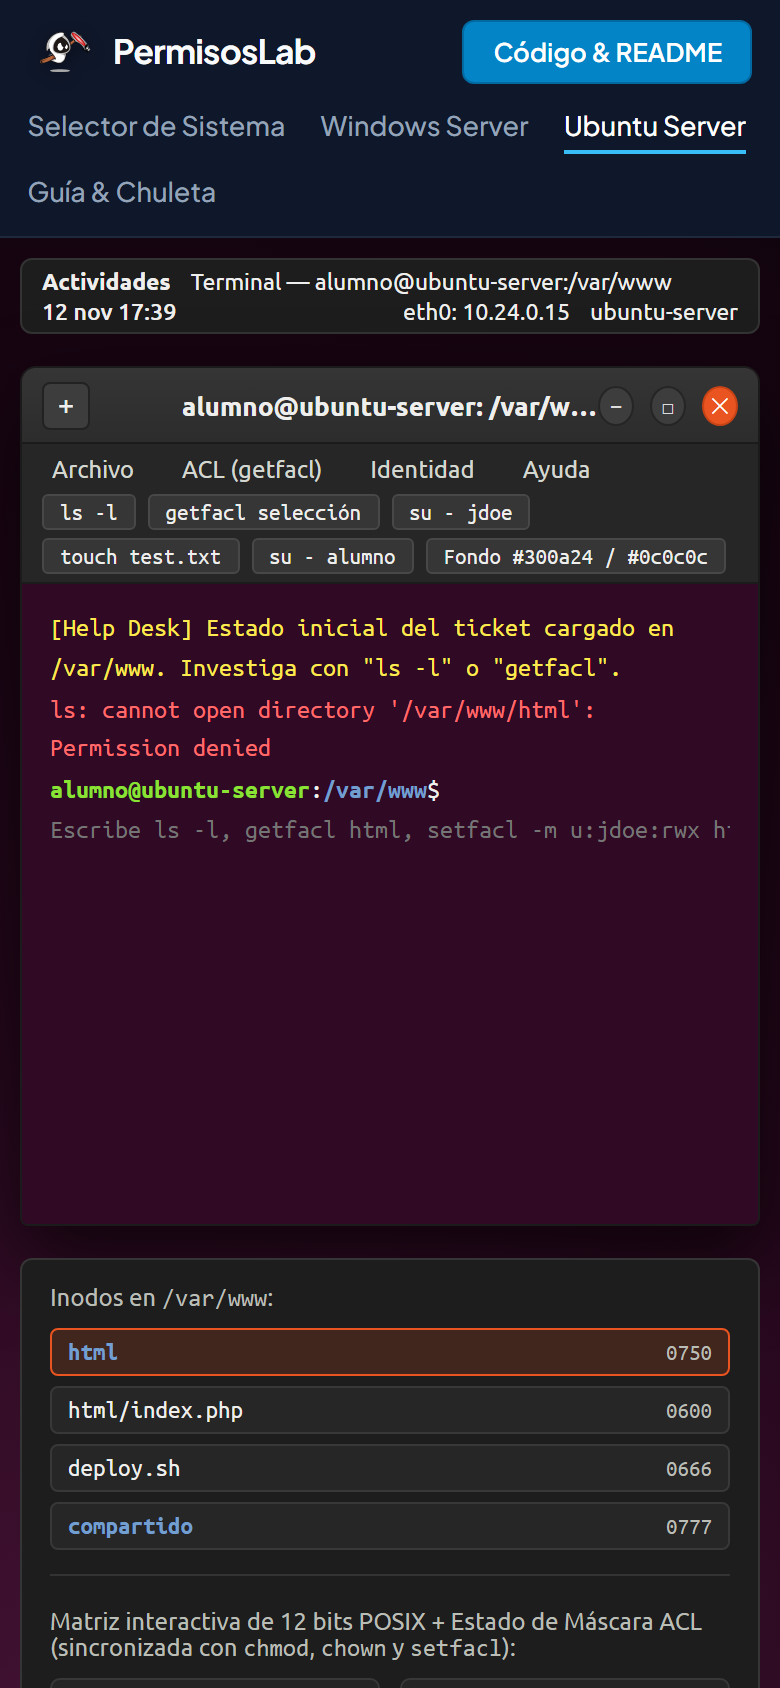 PermisosLab
Código & README
Selector de Sistema
Windows Server
Ubuntu Server
Guía & Chuleta
Actividades Terminal — alumno@ubuntu-server:/var/www
12 nov 17:39 eth0: 10.24.0.15 ubuntu-server
+ alumno@ubuntu-server: /var/w...
Archivo ACL (getfacl) Identidad Ayuda
ls -l getfacl selección su - jdoe
touch test.txt su - alumno Fondo #300a24 / #0c0c0c
[Help Desk] Estado inicial del ticket cargado en
/var/www. Investiga con "ls -l" o "getfacl".
ls: cannot open directory '/var/www/html':
Permission denied
alumno@ubuntu-server:/var/www$
Escribe ls -l, getfacl html, setfacl -m u:jdoe:rwx
Inodos en /var/www:
html 0750
html/index.php 0600
deploy.sh 0666
compartido 0777
Matriz interactiva de 12 bits POSIX + Estado de Máscara ACL
(sincronizada con chmod, chown y setfacl):